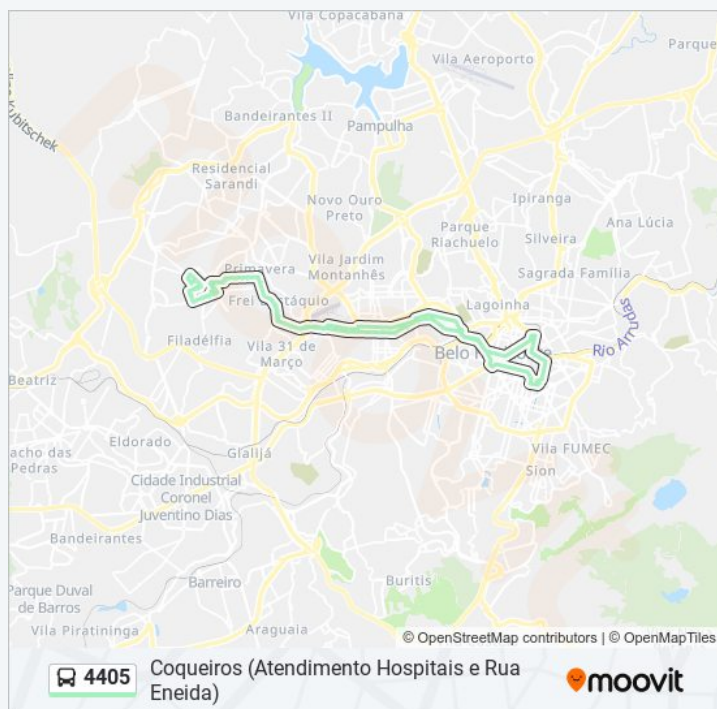 Vila Copacabana
Vila Aeroporto
Parque
Kubitschek
Bandeirantes II
Pampulha
Residencial
Sarandi
Novo Ouro
Preto
Ipiranga
Ana Lúcia
Parque
Riachuelo
Silveira
Primavera
Vila Jardim
Montanhês
Sagrada Família
Lagoinha
Filadélfia
Vila 31 de
Março
Rio Arrudas
Beatriz
Eldorado
Glalijá
Vila FUMEC
Sion
acho das
Pedras
Cidade Industrial
Coronel
Juventino Dias
Bandeirantes
Barreiro
Buritis
Parque Duval
de Barros
Vila Piratininga
Araguaia
© OpenStreetMap contributors | © OpenMapTiles
4405
Coqueiros (Atendimento Hospitais e Rua
Eneida)
moovit